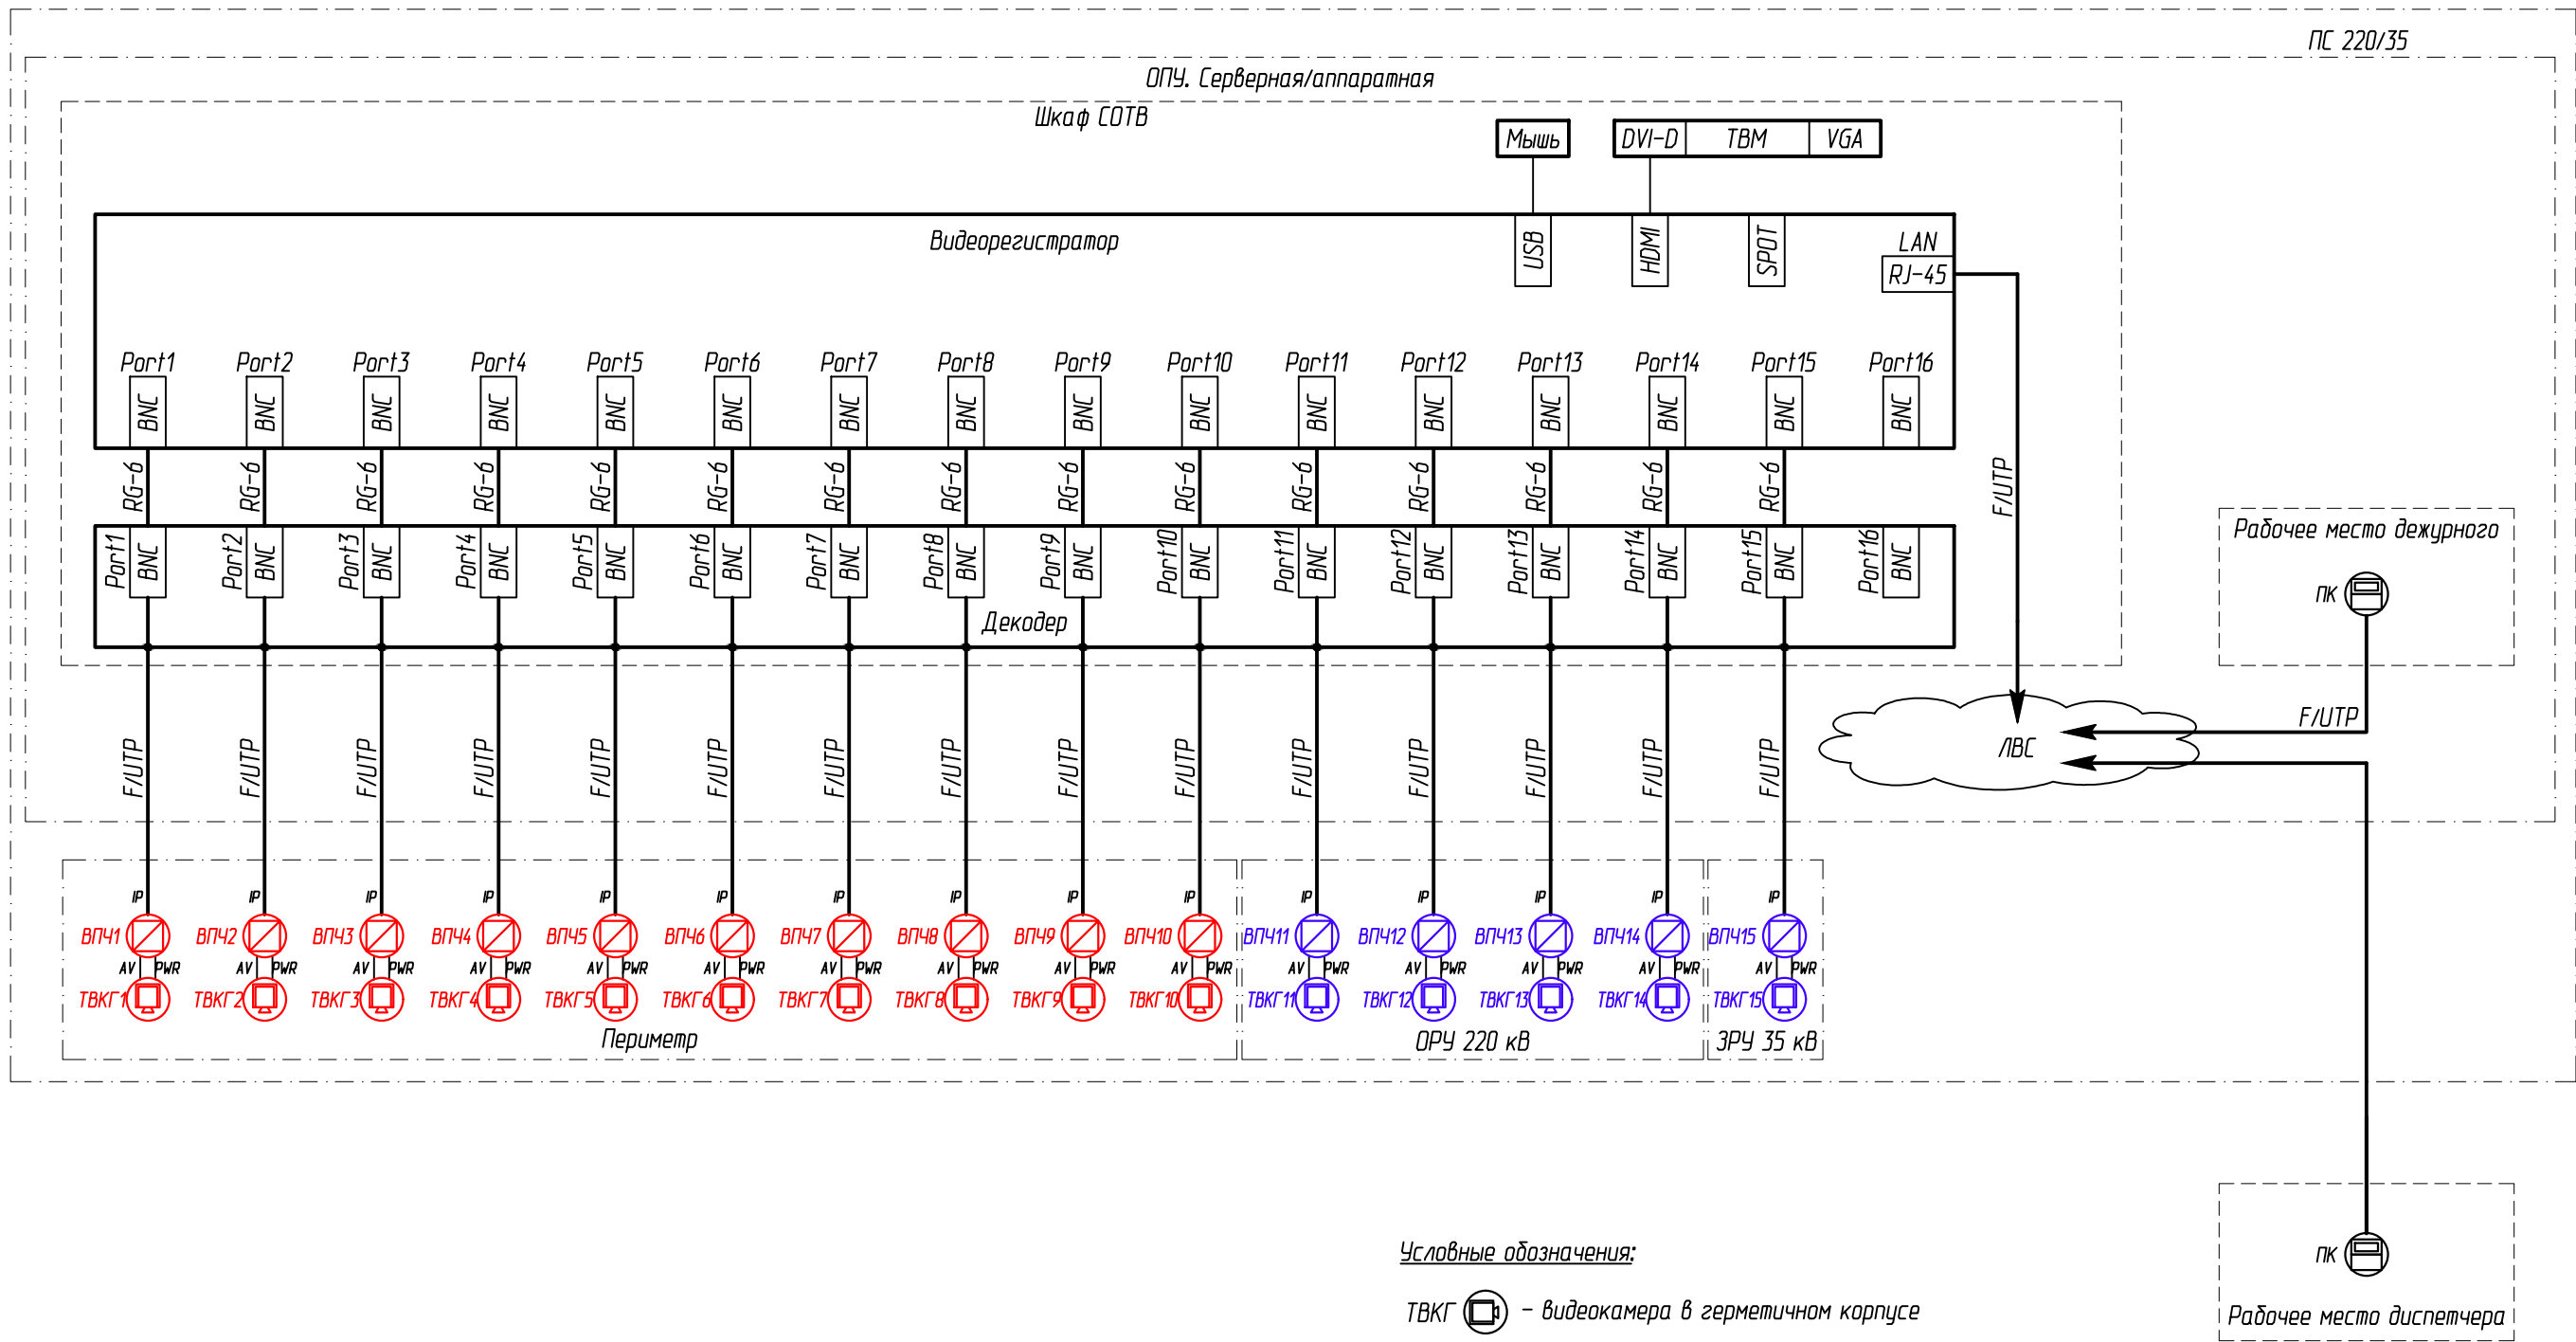 ПС 220/35
ОПУ. Серверная/аппаратная
Шкаф СОТВ
Мышь DVI-D ТВМ VGA
Видеорегистратор USB HDMI SPOT LAN
RJ-45
Port1 Port2 Port3 Port4 Port5 Port6 Port7 Port8 Port9 Port10 Port11 Port12 Port13 Port14 Port15 Port16
BNC BNC BNC BNC BNC BNC BNC BNC BNC BNC BNC BNC BNC BNC BNC BNC
RG-6 RG-6 RG-6 RG-6 RG-6 RG-6 RG-6 RG-6 RG-6 RG-6 RG-6 RG-6 RG-6 RG-6 RG-6 F/UTP
Port1 BNC Port2 BNC Port3 BNC Port4 BNC Port5 BNC Port6 BNC Port7 BNC Port8 BNC Port9 BNC Port10 BNC Port11 BNC Port12 BNC Port13 BNC Port14 BNC Port15 BNC Port16 BNC
Рабочее место дежурного
ПК
Декодер
F/UTP
ЛВС
F/UTP F/UTP F/UTP F/UTP F/UTP F/UTP F/UTP F/UTP F/UTP F/UTP F/UTP F/UTP F/UTP F/UTP F/UTP
IP IP IP IP IP IP IP IP IP IP IP IP IP IP IP
ВПЧ1 ВПЧ2 ВПЧ3 ВПЧ4 ВПЧ5 ВПЧ6 ВПЧ7 ВПЧ8 ВПЧ9 ВПЧ10 ВПЧ11 ВПЧ12 ВПЧ13 ВПЧ14 ВПЧ15
AV PWR AV PWR AV PWR AV PWR AV PWR AV PWR AV PWR AV PWR AV PWR AV PWR AV PWR AV PWR AV PWR AV PWR AV PWR
ТВКГ1 ТВКГ2 ТВКГ3 ТВКГ4 ТВКГ5 ТВКГ6 ТВКГ7 ТВКГ8 ТВКГ9 ТВКГ10 ТВКГ11 ТВКГ12 ТВКГ13 ТВКГ14 ТВКГ15
Периметр ОРУ 220 кВ ЗРУ 35 кВ
Условные обозначения:
ТВКГ - видеокамера в герметичном корпусе
ПК
Рабочее место диспетчера